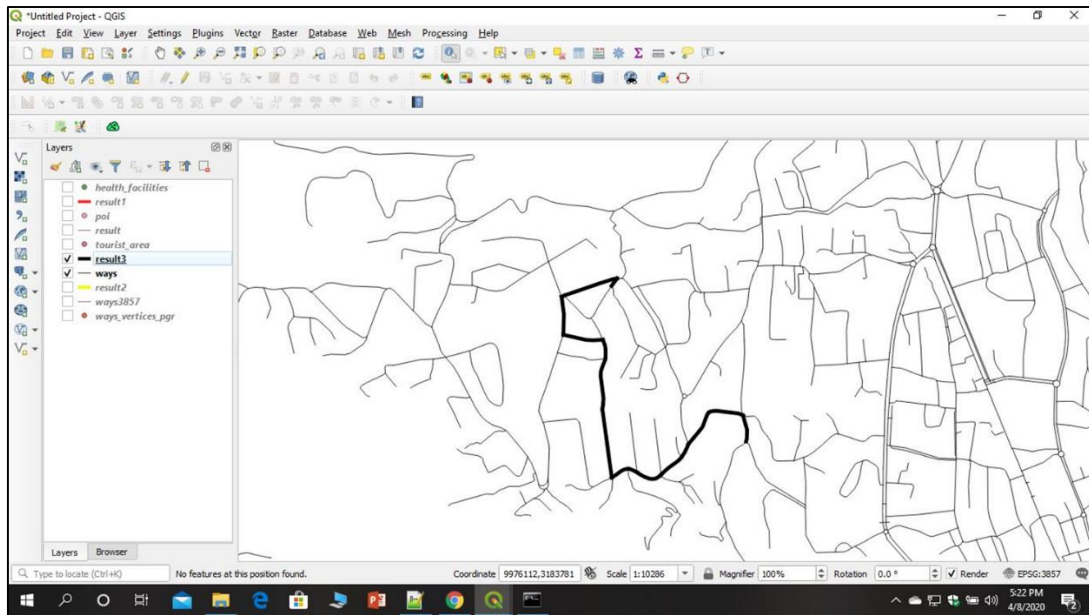 *Untitled Project - QGIS
Project Edit View Layer Settings Plugins Vector Raster Database Web Mesh Processing Help
Layers
health_facilities
result1
poi
result
tourist_area
result3
ways
result2
ways3857
ways_vertices_pgr
Layers Browser
Type to locate (Ctrl+K) No features at this position found. Coordinate 9976112,3183781 Scale 1:10286 Magnifier 100% Rotation 0.0 ° Render EPSG:3857
5:22 PM
4/8/2020